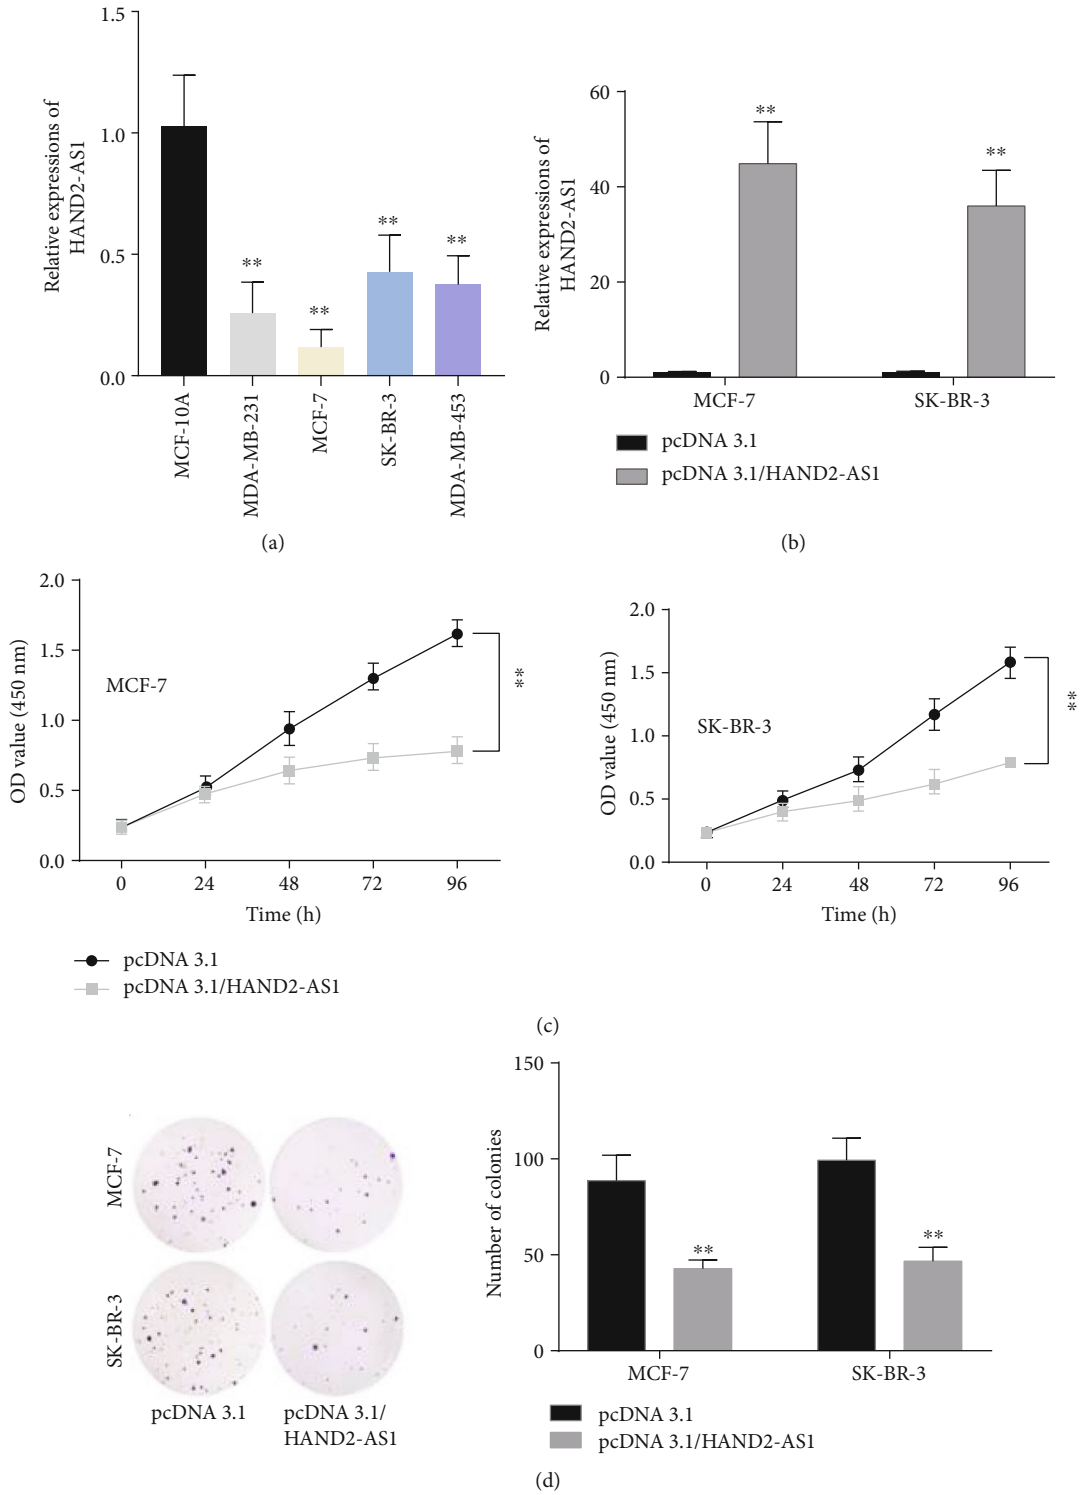 1.5
1.0
0.5
0.0
Relative expressions of
HAND2-AS1
**
**
**
**
MCF-10A
MDA-MB-231
MCF-7
SK-BR-3
MDA-MB-453
(a)
60
40
20
0
Relative expressions of
HAND2-AS1
**
**
MCF-7
SK-BR-3
pcDNA 3.1
pcDNA 3.1/HAND2-AS1
(b)
2.0
1.5
1.0
0.5
0.0
OD value (450 nm)
MCF-7
**
0 24 48 72 96
Time (h)
2.0
1.5
1.0
0.5
0.0
OD value (450 nm)
SK-BR-3
**
0 24 48 72 96
Time (h)
pcDNA 3.1
pcDNA 3.1/HAND2-AS1
(c)
MCF-7
SK-BR-3
pcDNA 3.1
pcDNA 3.1/
HAND2-AS1
150
100
50
0
Number of colonies
**
**
MCF-7
SK-BR-3
pcDNA 3.1
pcDNA 3.1/HAND2-AS1
(d)